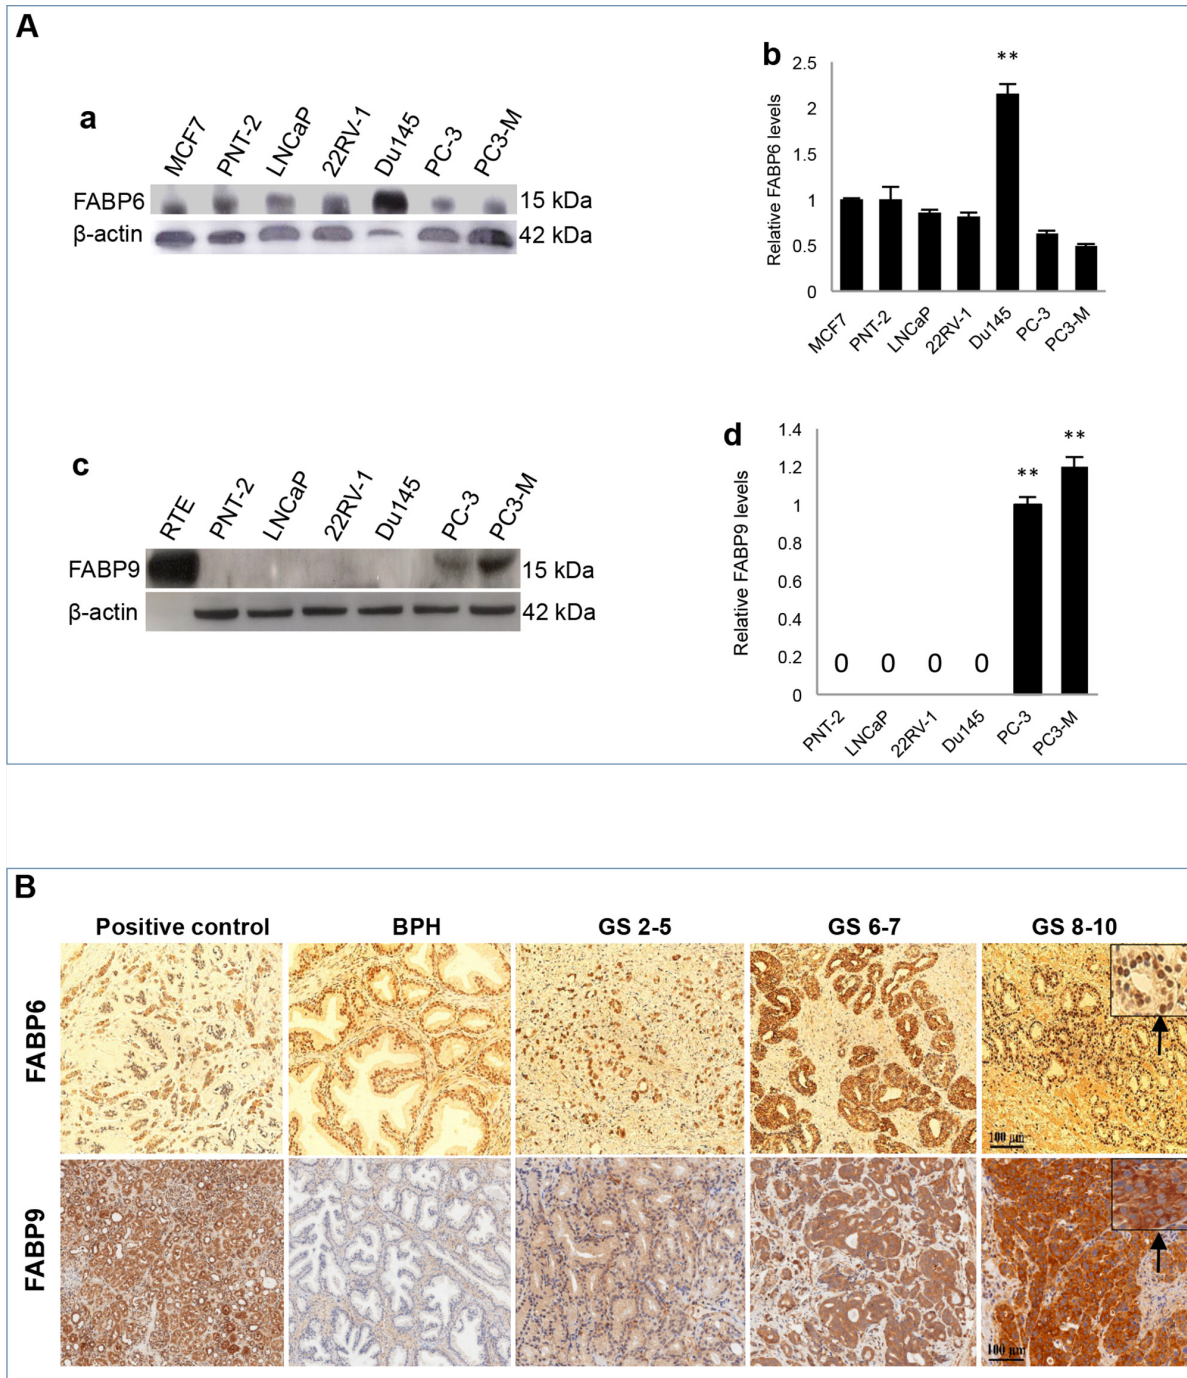 A
a
MCF7 PNT-2 LNCaP 22RV-1 Du145 PC-3 PC3-M
FABP6 15 kDa
β-actin 42 kDa
b
Relative FABP6 levels
2.5
2
1.5
1
0.5
0
**
MCF7 PNT-2 LNCaP 22RV-1 Du145 PC-3 PC3-M
c
RTE PNT-2 LNCaP 22RV-1 Du145 PC-3 PC3-M
FABP9 15 kDa
β-actin 42 kDa
d
Relative FABP9 levels
1.4
1.2
1
0.8
0.6
0.4
0.2
0
0 0 0 0 ** **
PNT-2 LNCaP 22RV-1 Du145 PC-3 PC3-M
B
Positive control BPH GS 2-5 GS 6-7 GS 8-10
FABP6
100 µm
FABP9
100 µm